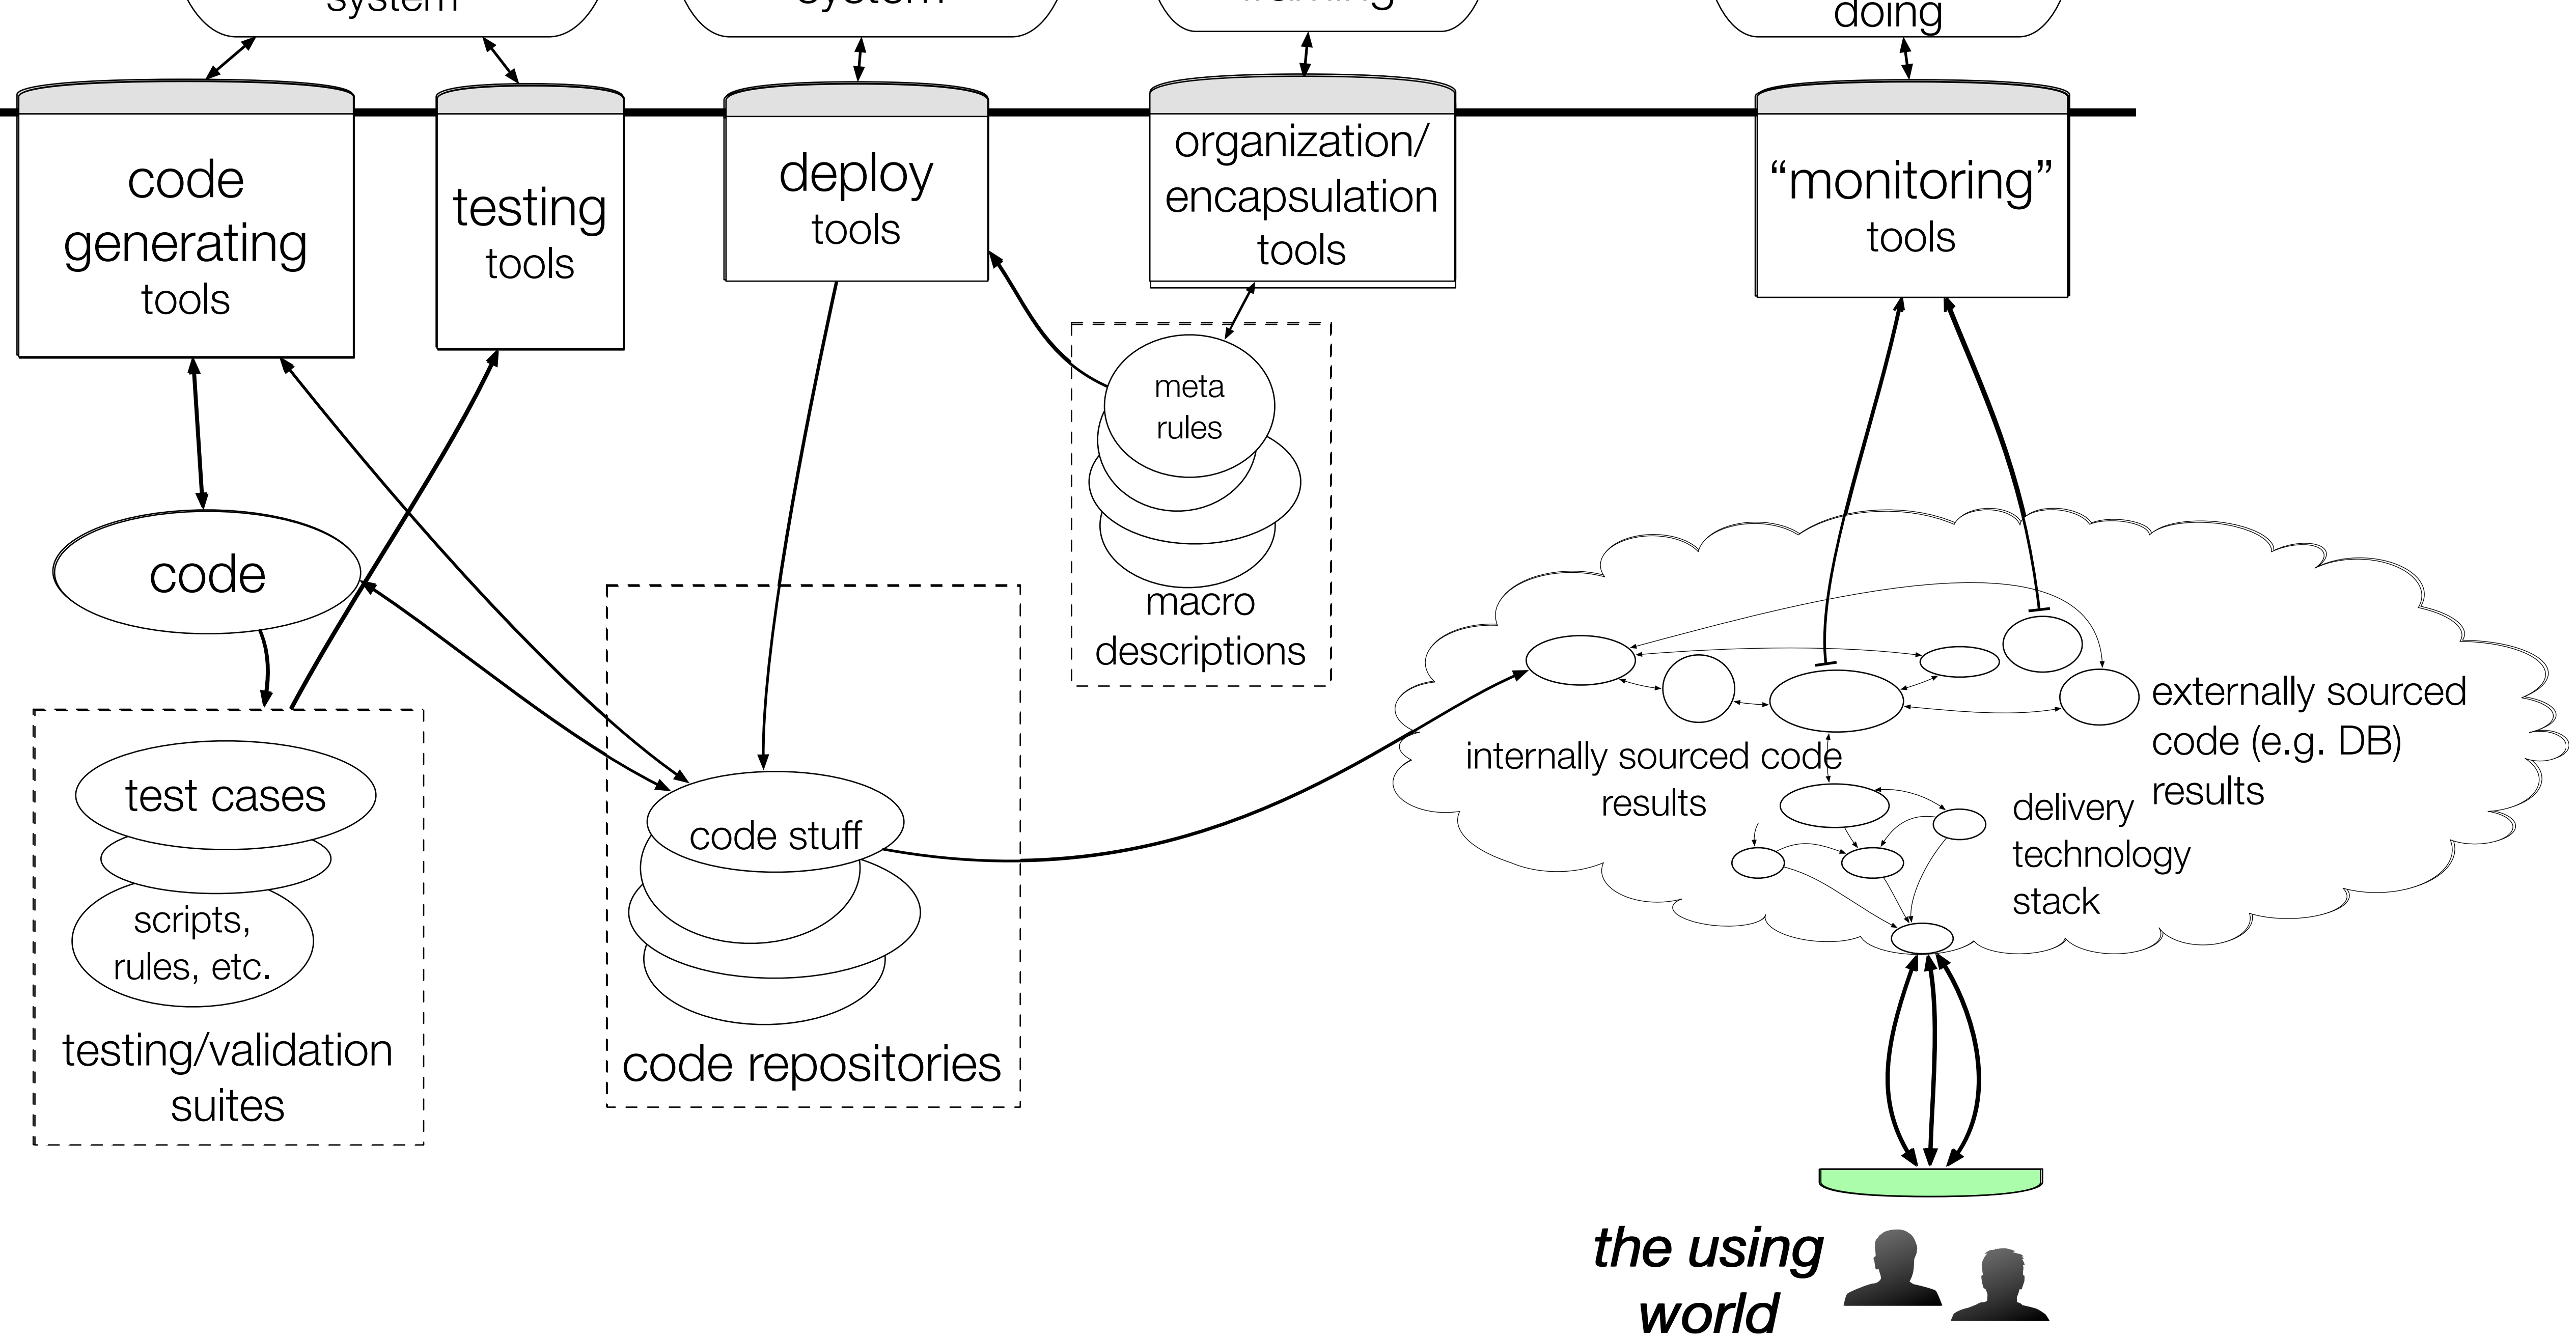 system
system
doing
code
generating
tools
testing
tools
deploy
tools
organization/
encapsulation
tools
“monitoring”
tools
meta
rules
macro
descriptions
code
test cases
scripts,
rules, etc.
testing/validation
suites
code stuff
code repositories
internally sourced code
results
externally sourced
code (e.g. DB)
results
delivery
technology
stack
the using
world